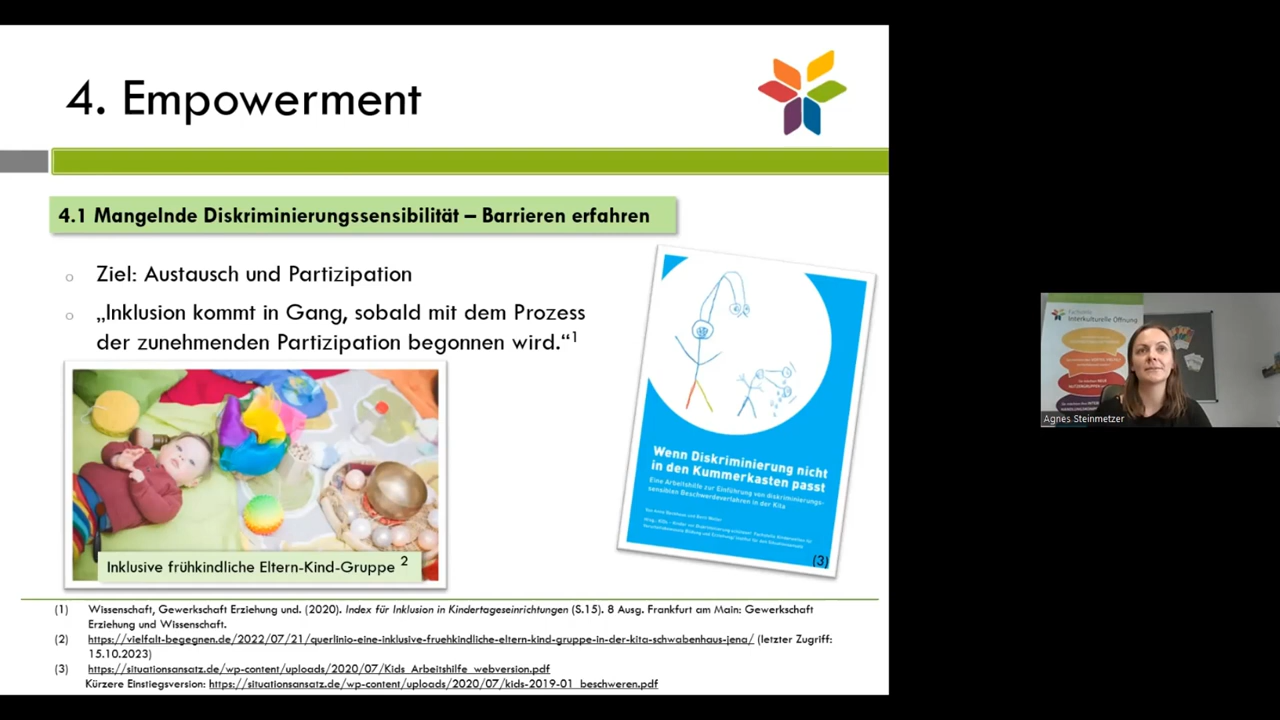 4. Empowerment
4.1 Mangelnde Diskriminierungssensibilität – Barrieren erfahren
Ziel: Austausch und Partizipation
„Inklusion kommt in Gang, sobald mit dem Prozess
der zunehmenden Partizipation begonnen wird.“1
Inklusive frühkindliche Eltern-Kind-Gruppe 2
Wenn Diskriminierung nicht
in den Kummerkasten passt
Eine Arbeitshilfe zur Einführung von diskriminierungs-
sensiblen Beschwerdeverfahren in der Kita
(3)
(1) Wissenschaft, Gewerkschaft Erziehung und. (2020). Index für Inklusion in Kindertageseinrichtungen (S.15). 8 Ausg. Frankfurt am Main: Gewerkschaft
Erziehung und Wissenschaft.
(2) https://vielfalt-begegnen.de/2022/07/21/querlinio-eine-inklusive-fruehkindliche-eltern-kind-gruppe-in-der-kita-schwabenhaus-jena/ (letzter Zugriff:
15.10.2023)
(3) https://situationsansatz.de/wp-content/uploads/2020/07/Kids_Arbeitshilfe_webversion.pdf
Kürzere Einstiegsversion: https://situationsansatz.de/wp-content/uploads/2020/07/kids-2019-01_beschweren.pdf
Fachstelle
Interkulturelle Öffnung
Agnès Steinmetzer